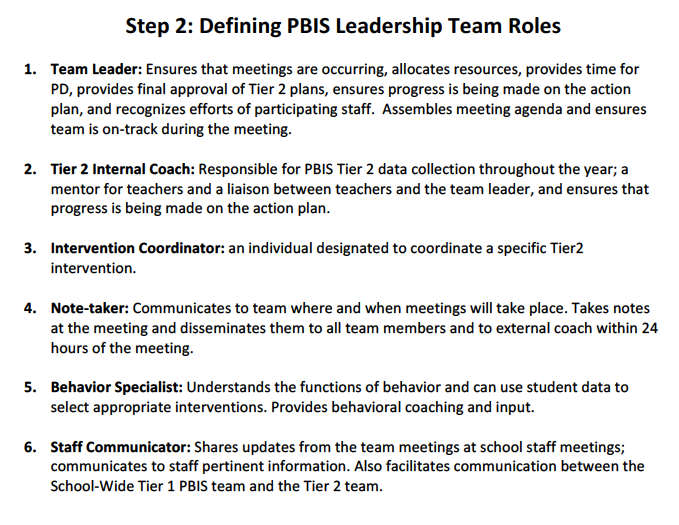 Step 2: Defining PBIS Leadership Team Roles
1. Team Leader: Ensures that meetings are occurring, allocates resources, provides time for
PD, provides final approval of Tier 2 plans, ensures progress is being made on the action
plan, and recognizes efforts of participating staff.  Assembles meeting agenda and ensures
team is on-track during the meeting.
2. Tier 2 Internal Coach: Responsible for PBIS Tier 2 data collection throughout the year; a
mentor for teachers and a liaison between teachers and the team leader, and ensures that
progress is being made on the action plan.
3. Intervention Coordinator: an individual designated to coordinate a specific Tier2
intervention.
4. Note-taker: Communicates to team where and when meetings will take place. Takes notes
at the meeting and disseminates them to all team members and to external coach within 24
hours of the meeting.
5. Behavior Specialist: Understands the functions of behavior and can use student data to
select appropriate interventions. Provides behavioral coaching and input.
6. Staff Communicator: Shares updates from the team meetings at school staff meetings;
communicates to staff pertinent information. Also facilitates communication between the
School-Wide Tier 1 PBIS team and the Tier 2 team.